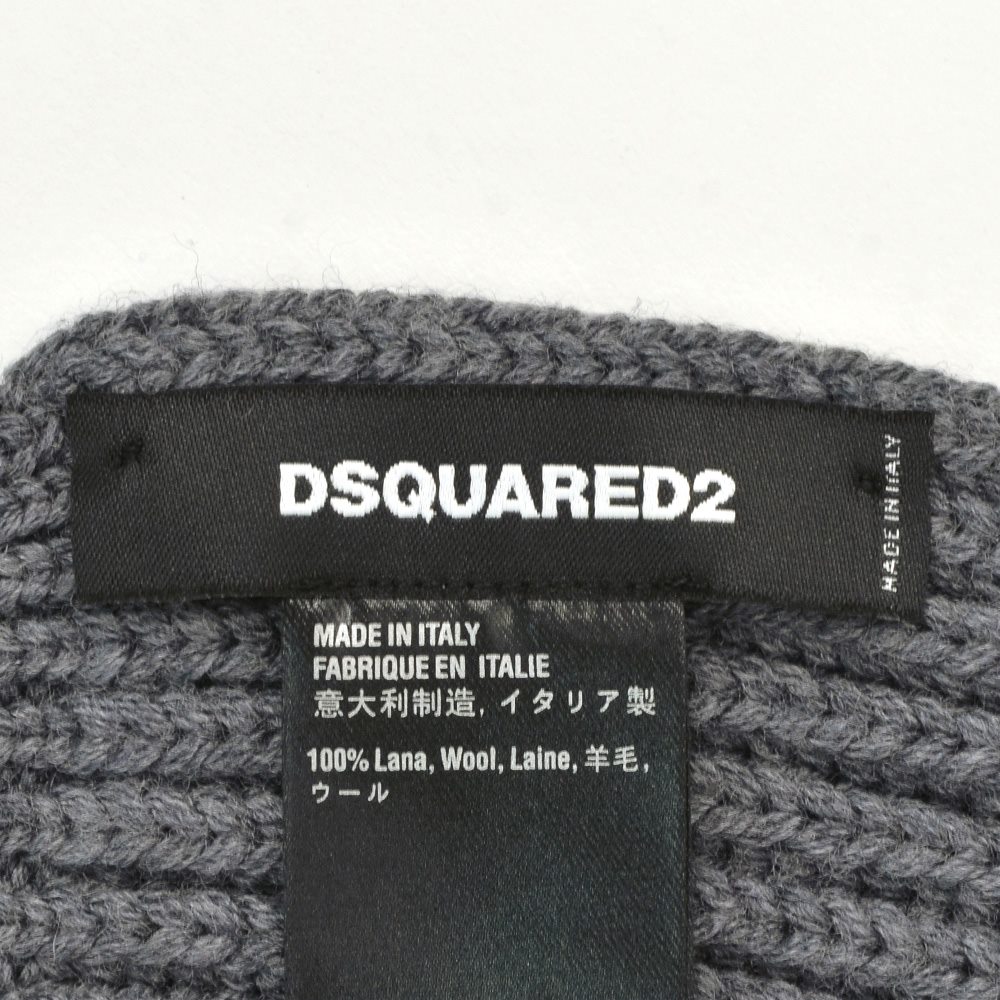 DSQUARED2
MADE IN ITALY
MADE IN ITALY
FABRIQUE EN ITALIE
意大利制造, イタリア製
100% Lana, Wool, Laine, 羊毛,
ウール